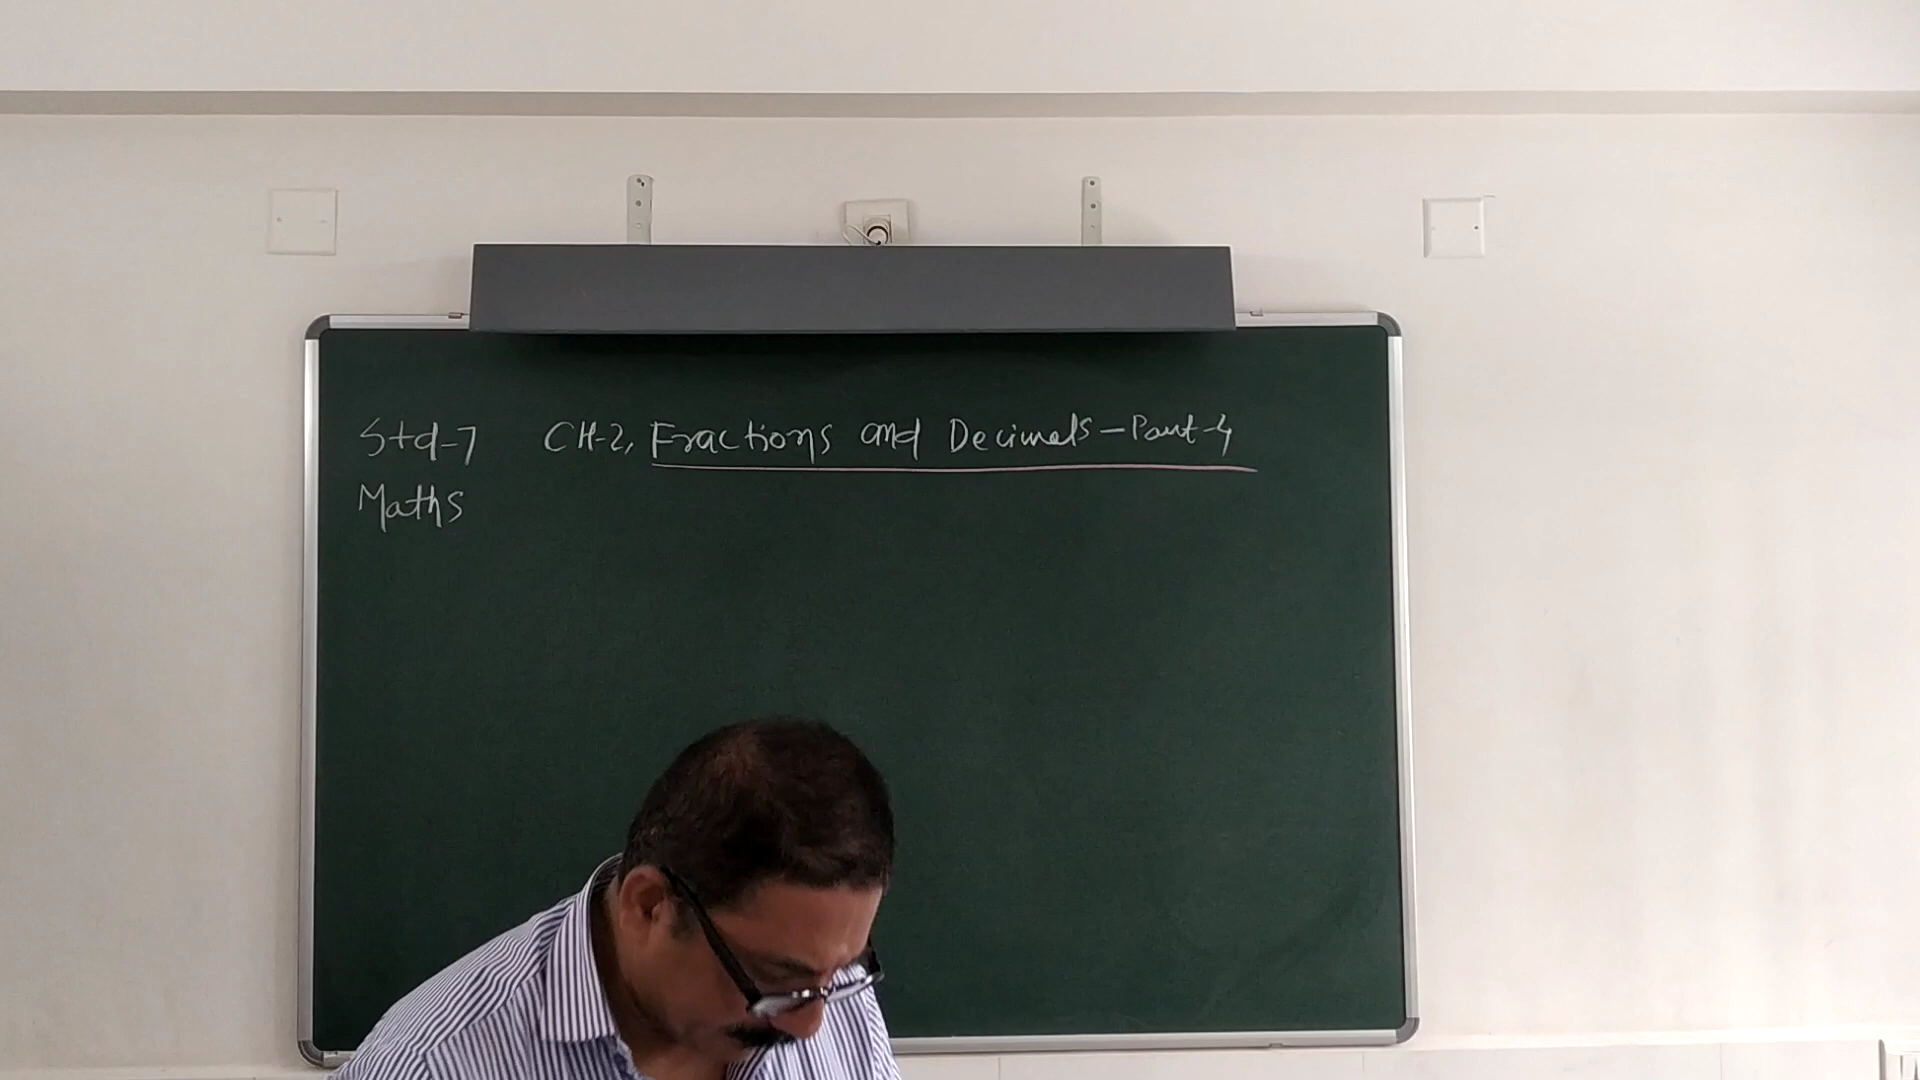 Std-7 CH-2, Fractions and Decimals-Part-4
Maths